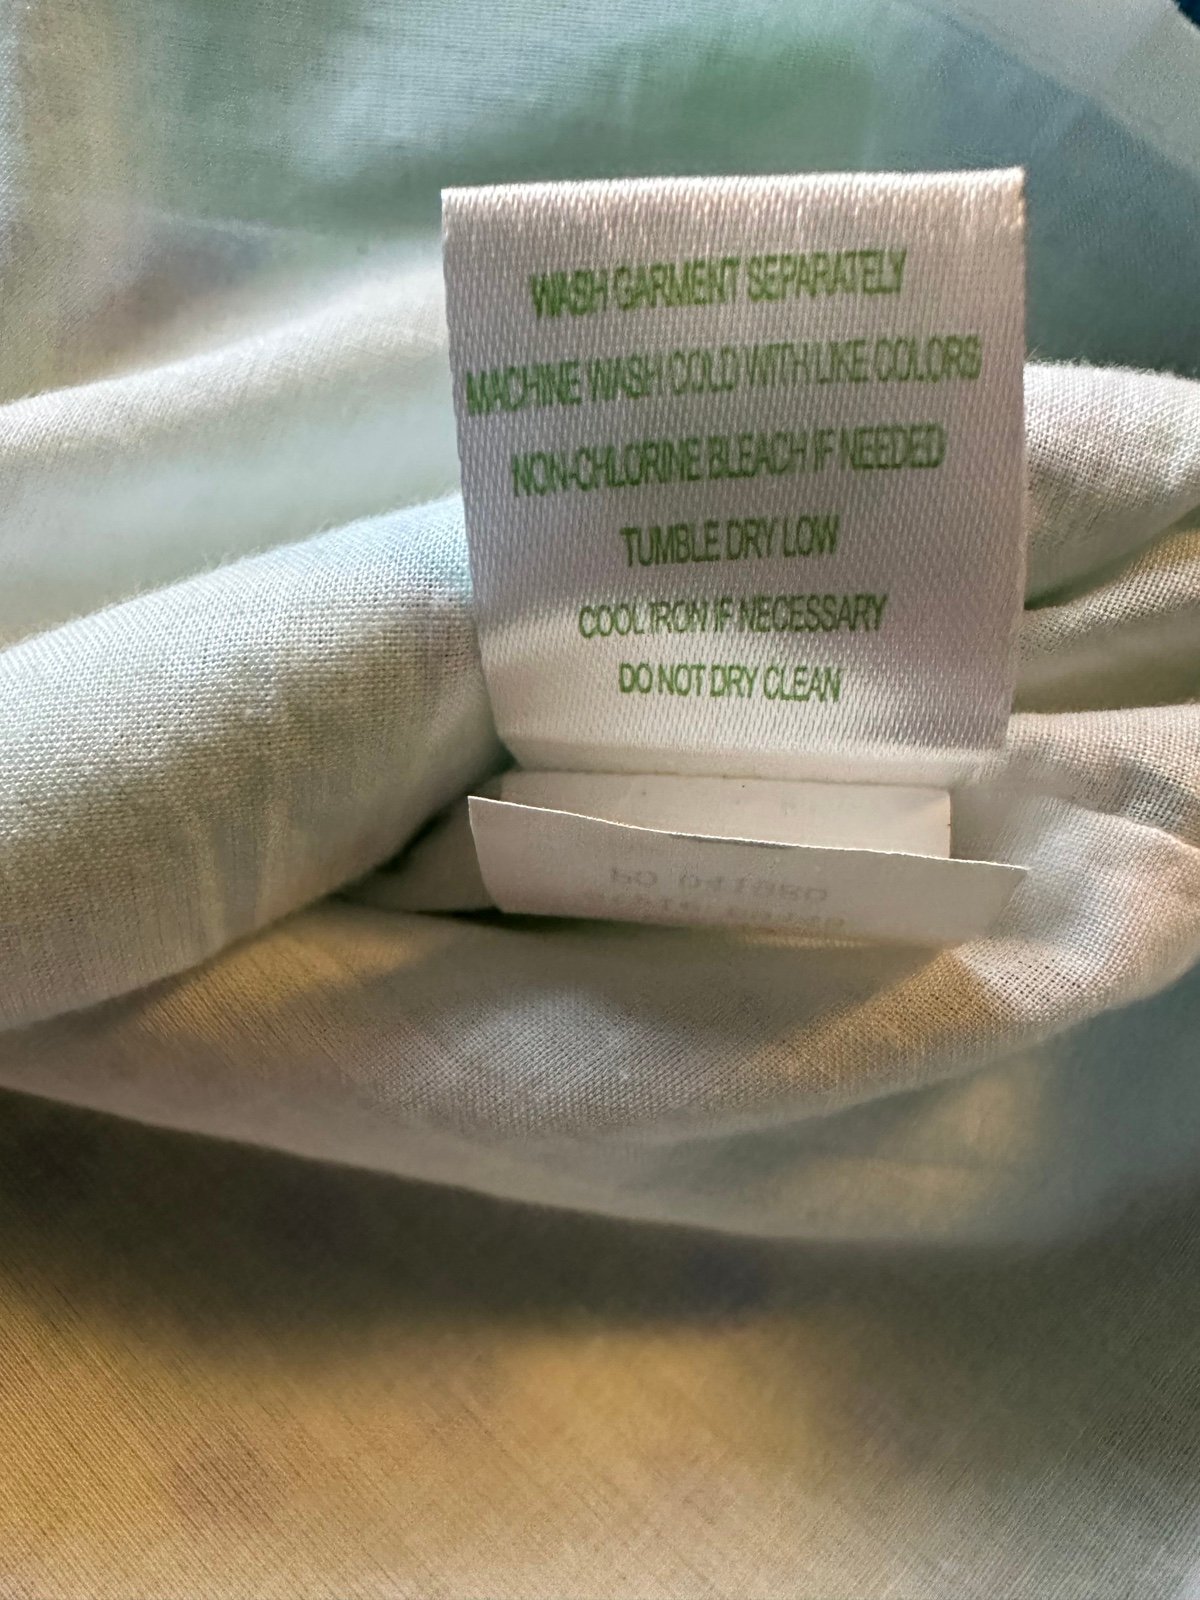 WASH GARMENT SEPARATELY
MACHINE WASH COLD WITH LIKE COLORS
NON-CHLORINE BLEACH IF NEEDED
TUMBLE DRY LOW
COOL IRON IF NECESSARY
DO NOT DRY CLEAN
PO